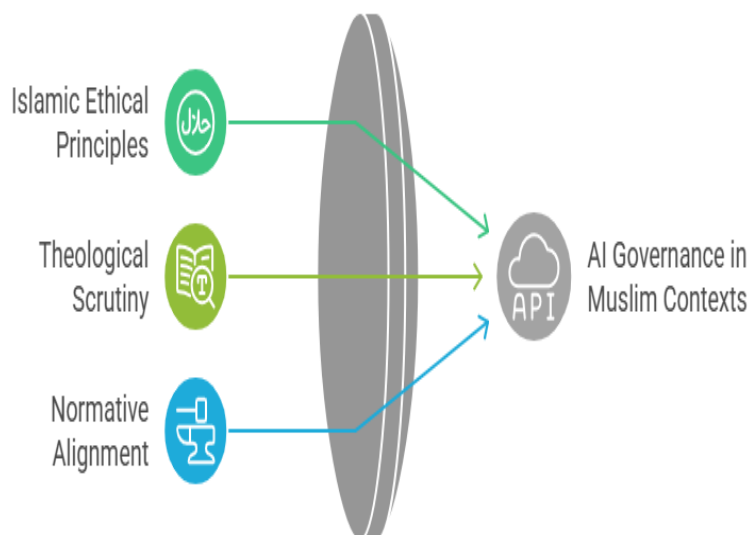 Islamic Ethical
Principles
حلال
Theological
Scrutiny
T
Normative
Alignment
API
AI Governance in
Muslim Contexts